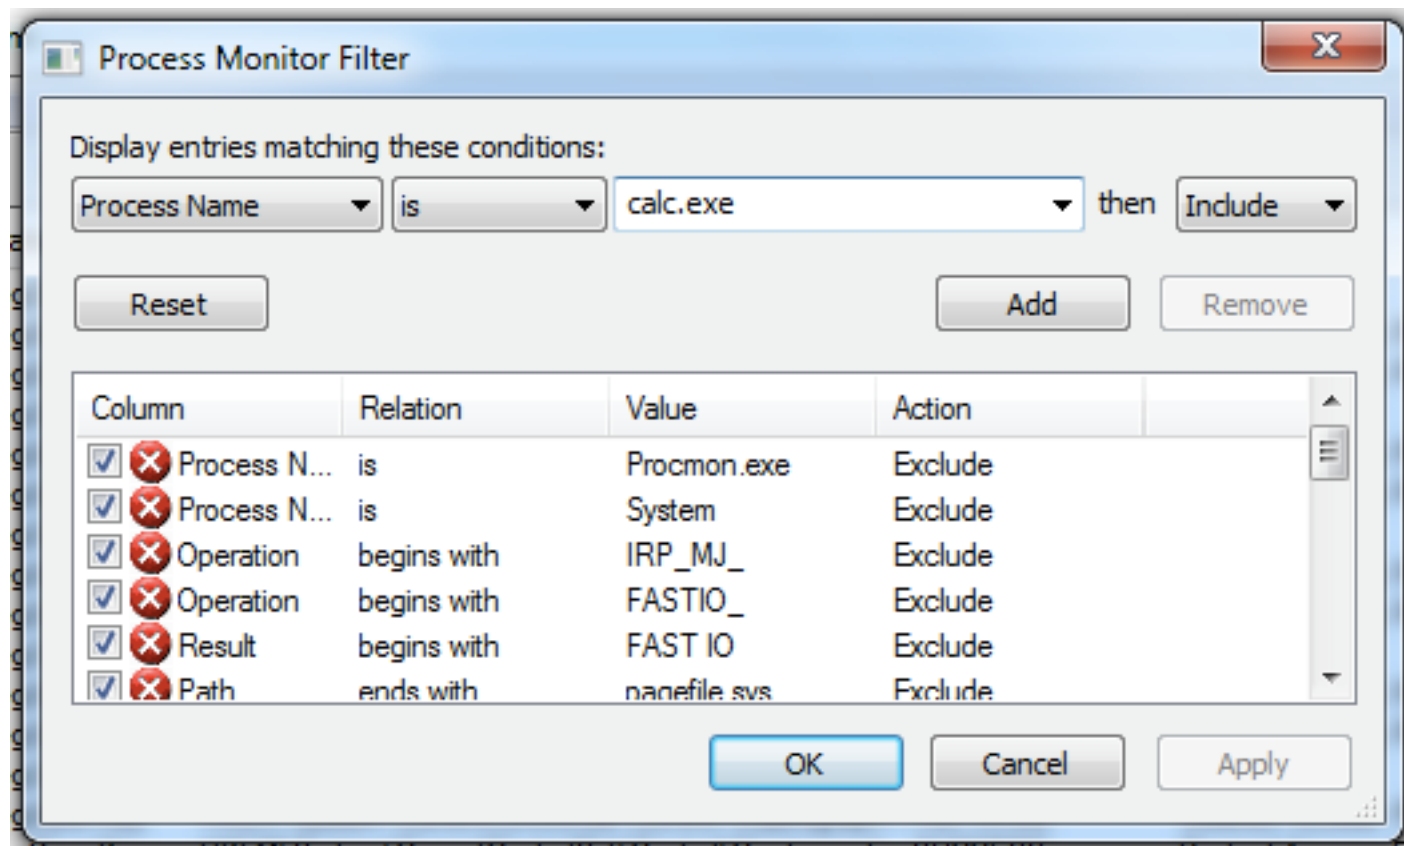 Process Monitor Filter
Display entries matching these conditions:
Process Name is calc.exe then Include
Reset Add Remove
Column Relation Value Action
Process N... is Procmon.exe Exclude
Process N... is System Exclude
Operation begins with IRP_MJ_ Exclude
Operation begins with FASTIO_ Exclude
Result begins with FAST IO Exclude
Path ends with pagefile.sys Exclude
OK Cancel Apply